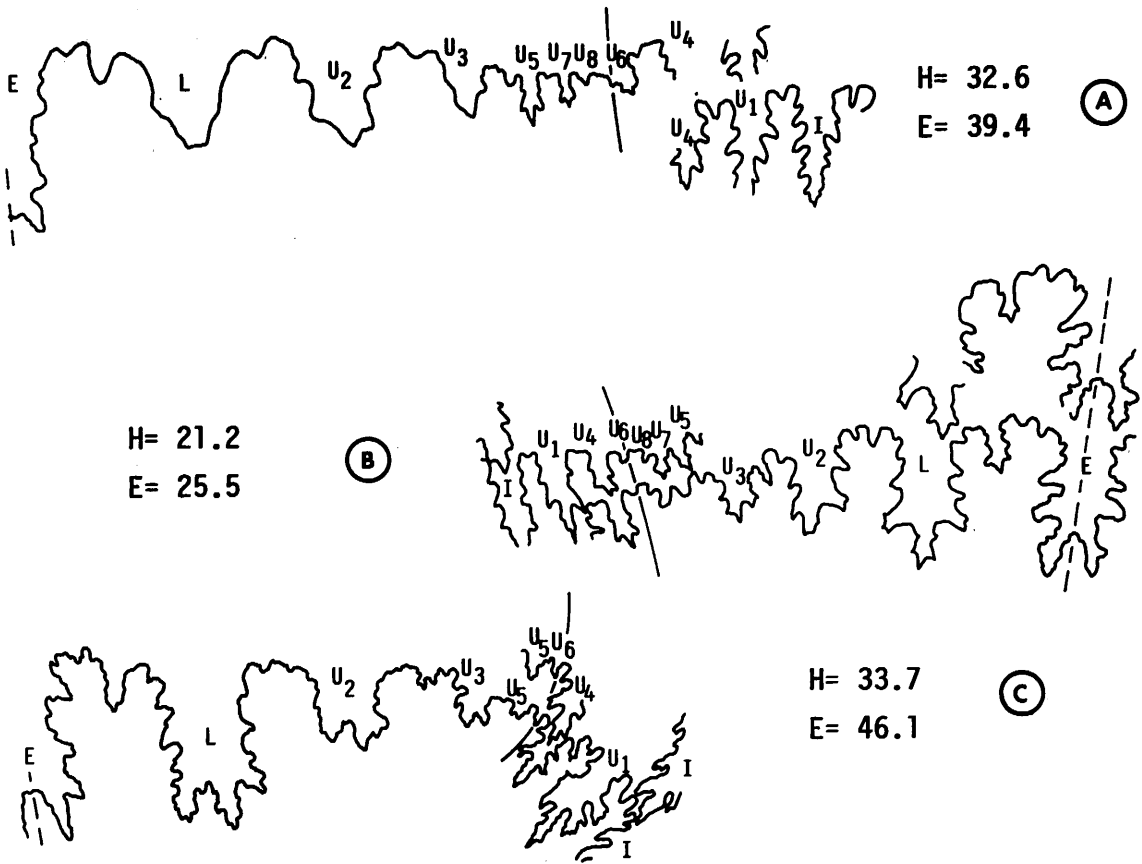 E L U₂ U₃ U₅ U₇ U₈ U₆ U₄
U₄ U₁ I
H= 32.6
E= 39.4
A
H= 21.2
E= 25.5
B
I U₁ U₄ U₆ U₈ U₇ U₅ U₃ U₂ L E
E L U₂ U₃ U₅ U₅ U₆ U₄ U₁ I
I
H= 33.7
E= 46.1
C